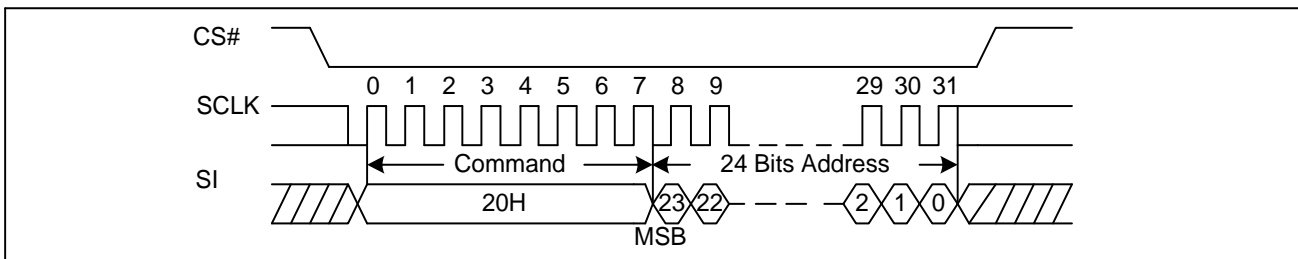 CS#
0 1 2 3 4 5 6 7 8 9 29 30 31
SCLK
Command 24 Bits Address
SI
20H 23 22 2 1 0
MSB